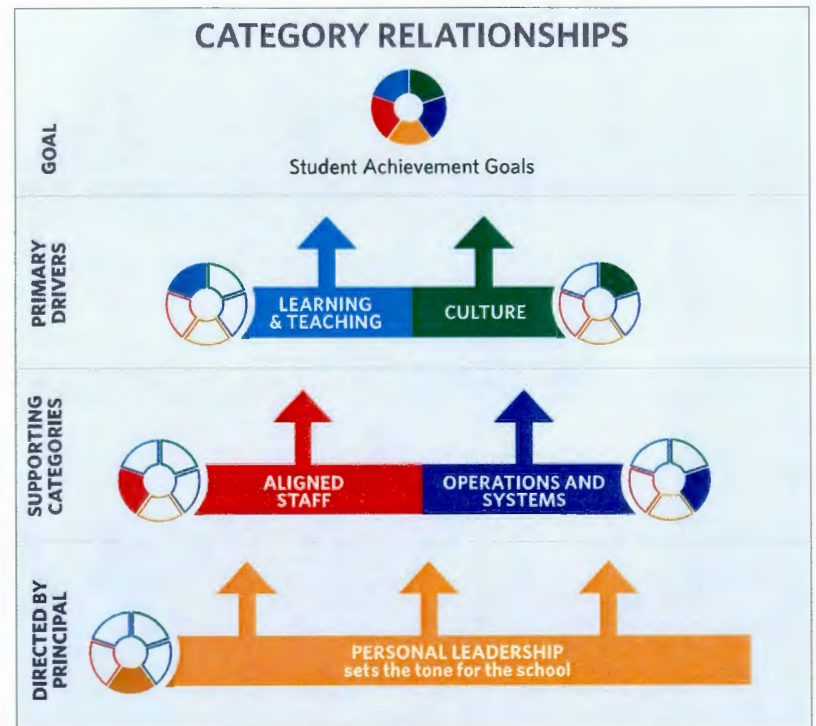 CATEGORY RELATIONSHIPS
GOAL
Student Achievement Goals
PRIMARY
DRIVERS
LEARNING
& TEACHING
CULTURE
SUPPORTING
CATEGORIES
ALIGNED
STAFF
OPERATIONS AND
SYSTEMS
DIRECTED BY
PRINCIPAL
PERSONAL LEADERSHIP
sets the tone for the school